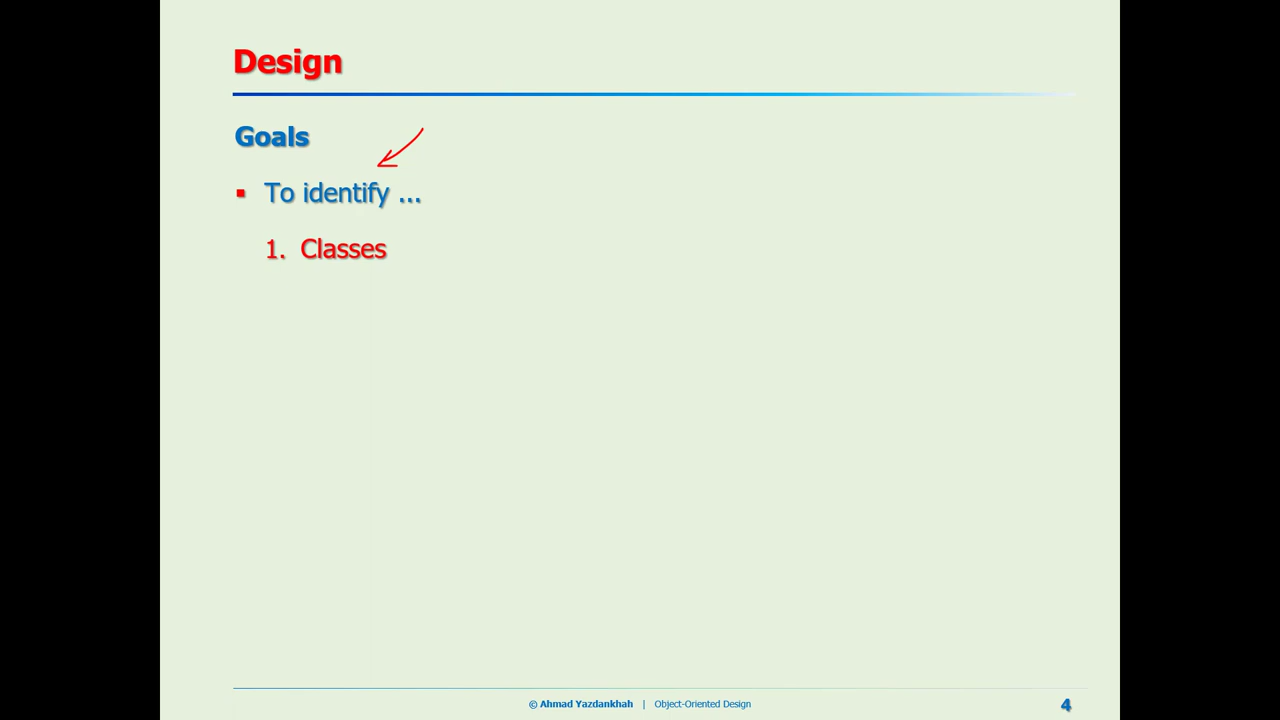 Design
Goals
▪ To identify ...
1. Classes
© Ahmad Yazdankhah | Object-Oriented Design
4